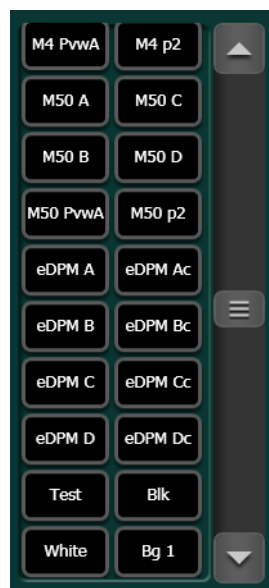 M4 PvwA M4 p2
M50 A M50 C
M50 B M50 D
M50 PvwA M50 p2
eDPM A eDPM Ac
eDPM B eDPM Bc
eDPM C eDPM Cc
eDPM D eDPM Dc
Test Blk
White Bg 1